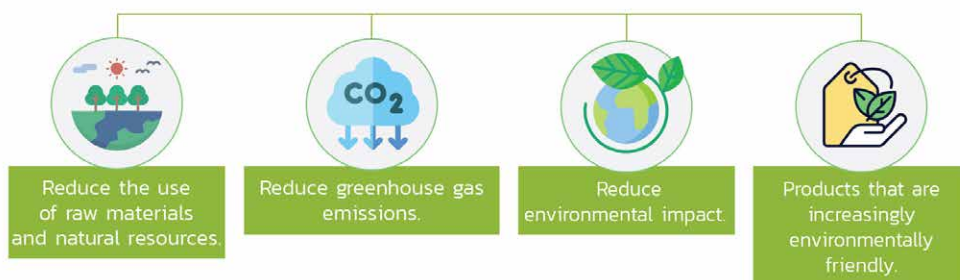 CO2
Reduce the use
of raw materials
and natural resources.
Reduce greenhouse gas
emissions.
Reduce
environmental impact.
Products that are
increasingly
environmentally
friendly.